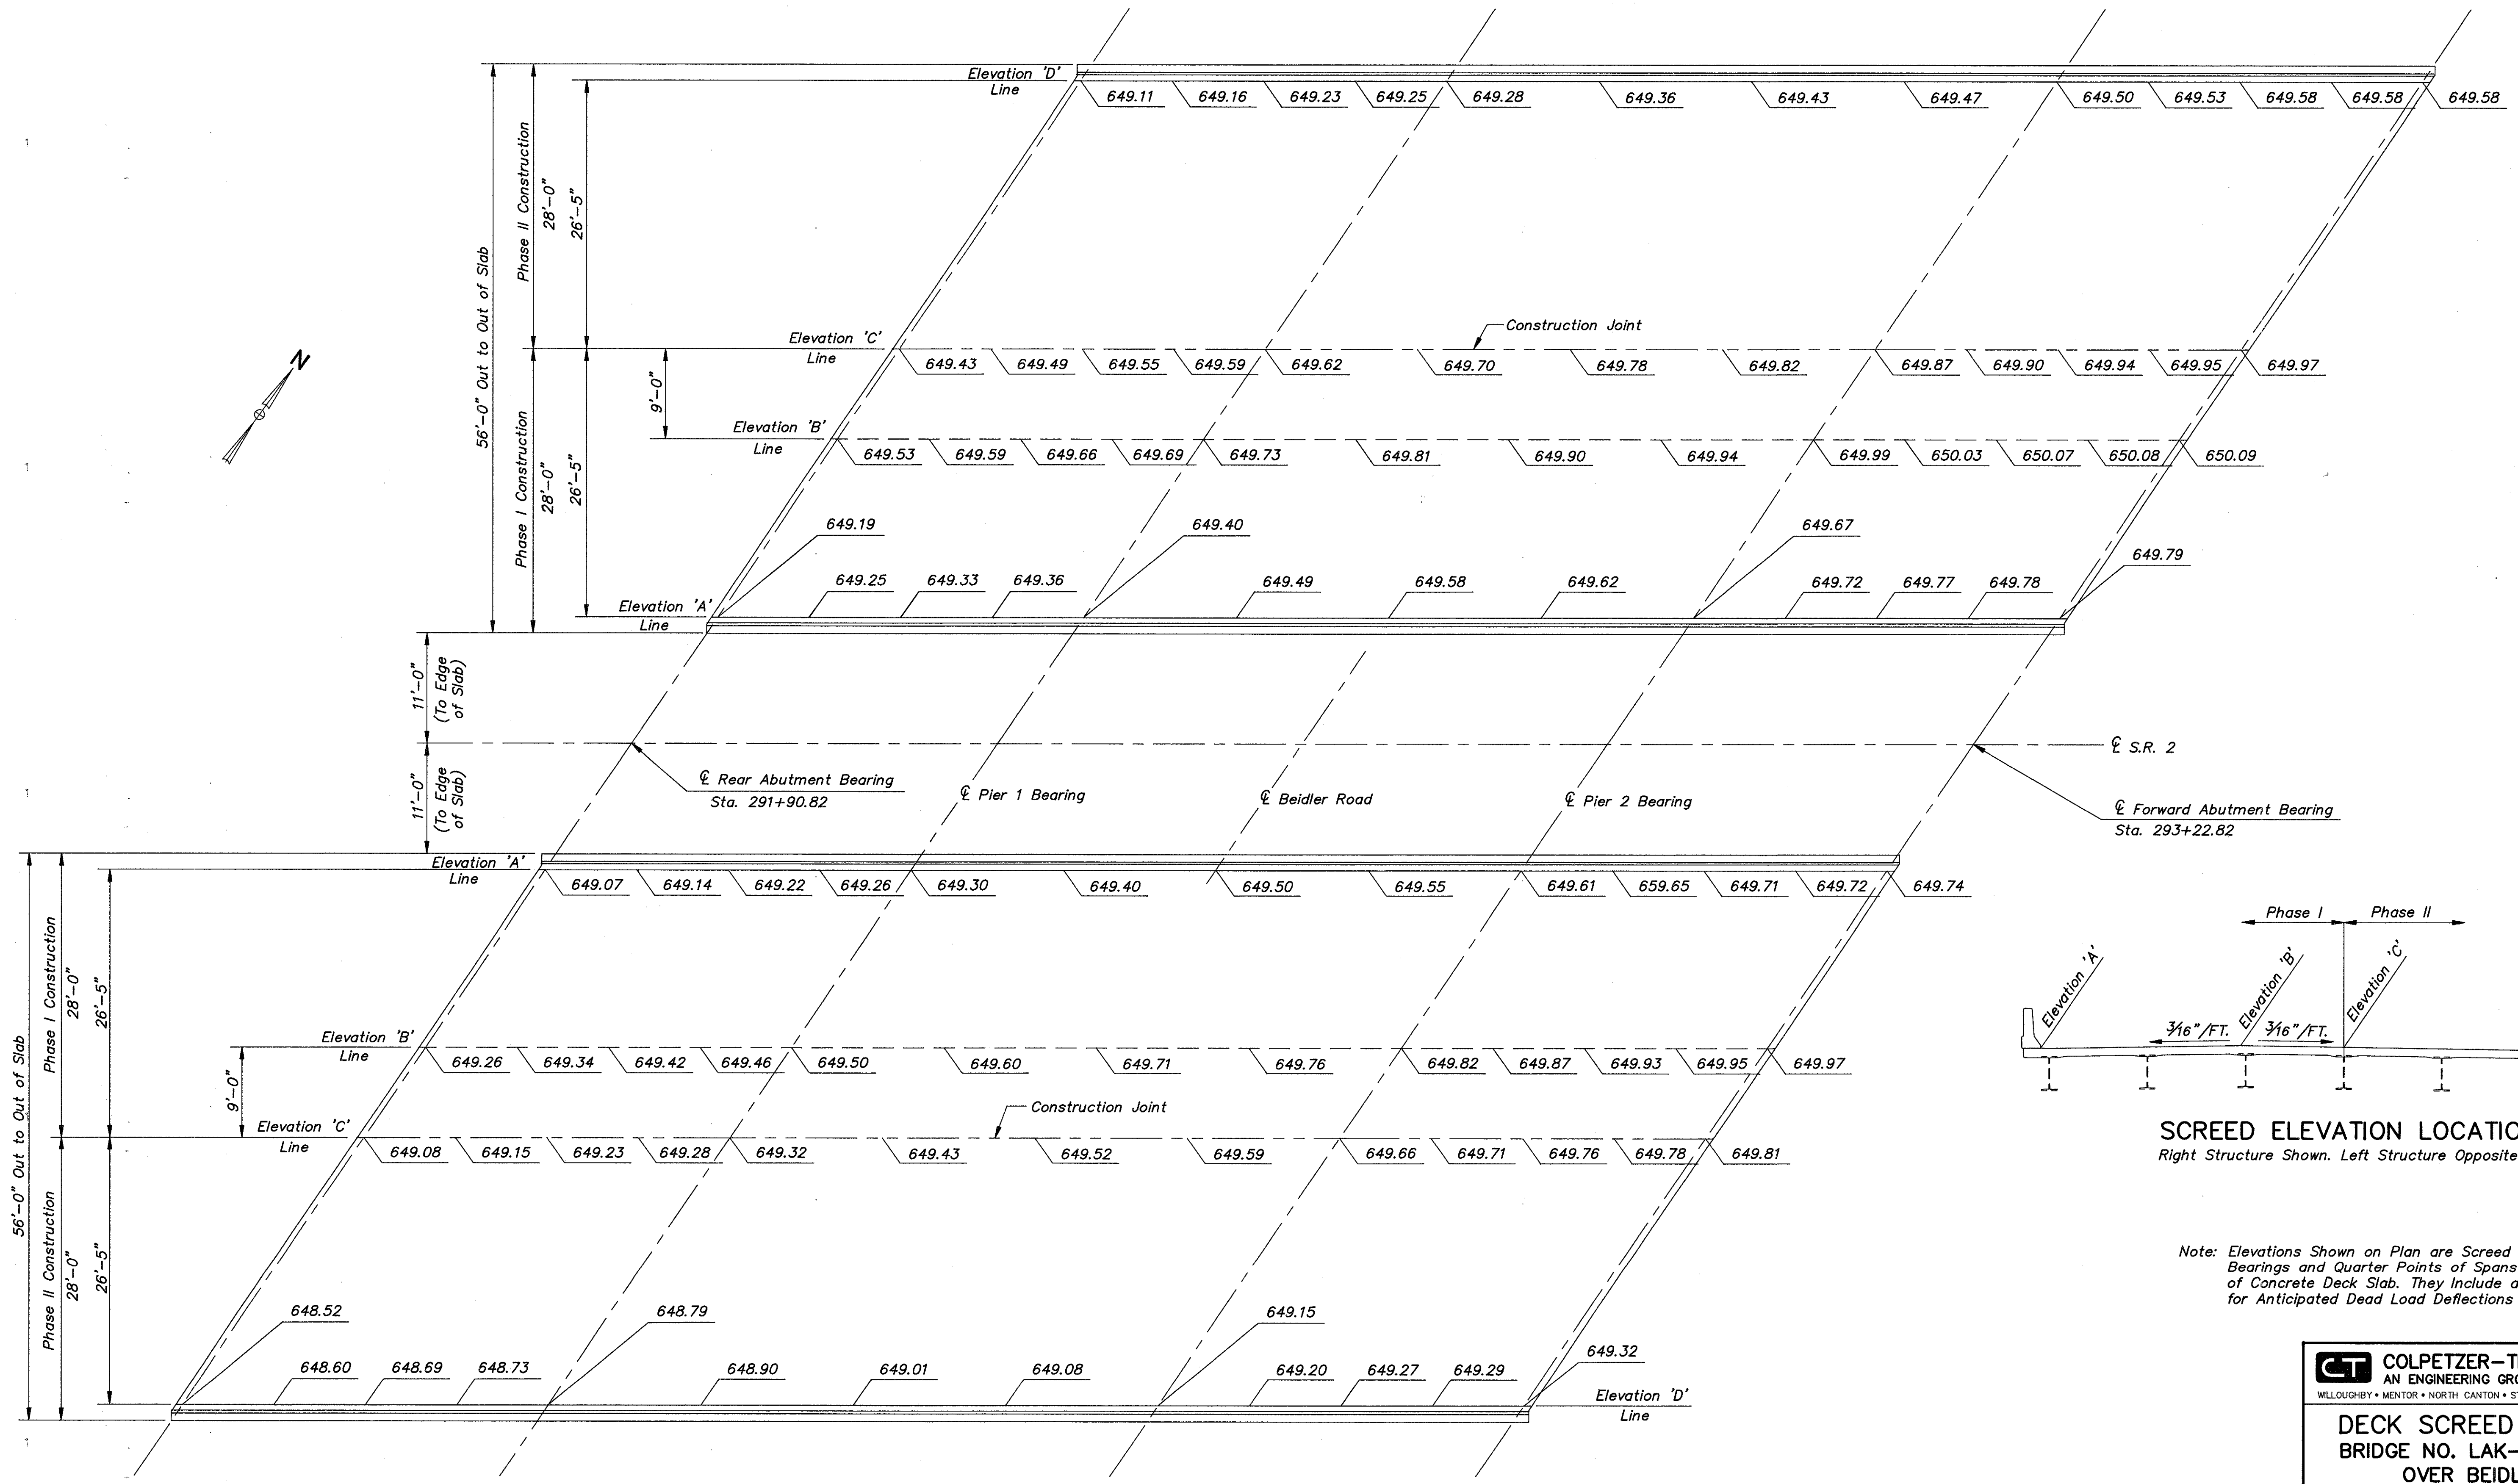 Elevation 'D'
Line
649.11 649.16 649.23 649.25 649.28 649.36 649.43 649.47 649.50 649.53 649.58 649.58 649.58
56'-0" Out to Out of Slab
Phase II Construction
28'-0"
26'-5"
N
Construction Joint
Elevation 'C'
Line
649.43 649.49 649.55 649.59 649.62 649.70 649.78 649.82 649.87 649.90 649.94 649.95 649.97
9'-0"
Phase I Construction
28'-0"
26'-5"
Elevation 'B'
Line
649.53 649.59 649.66 649.69 649.73 649.81 649.90 649.94 649.99 650.03 650.07 650.08 650.09
649.19 649.40 649.67 649.79
649.25 649.33 649.36 649.49 649.58 649.62 649.72 649.77 649.78
Elevation 'A'
Line
11'-0"
(To Edge
of Slab)
℄ S.R. 2
11'-0"
(To Edge
of Slab)
℄ Rear Abutment Bearing
Sta. 291+90.82
℄ Pier 1 Bearing
℄ Beidler Road
℄ Pier 2 Bearing
℄ Forward Abutment Bearing
Sta. 293+22.82
Elevation 'A'
Line
649.07 649.14 649.22 649.26 649.30 649.40 649.50 649.55 649.61 659.65 649.71 649.72 649.74
56'-0" Out to Out of Slab
Phase I Construction
28'-0"
26'-5"
Elevation 'B'
Line
649.26 649.34 649.42 649.46 649.50 649.60 649.71 649.76 649.82 649.87 649.93 649.95 649.97
9'-0"
Construction Joint
Elevation 'C'
Line
649.08 649.15 649.23 649.28 649.32 649.43 649.52 649.59 649.66 649.71 649.76 649.78 649.81
Phase II Construction
28'-0"
26'-5"
648.52 648.79 649.15 649.32
648.60 648.69 648.73 648.90 649.01 649.08 649.20 649.27 649.29
Elevation 'D'
Line
Phase I Phase II
Elevation 'A'
Elevation 'B'
Elevation 'C'
3/16"/FT. 3/16"/FT.
SCREED ELEVATION
Right Structure Shown. Left Structure Opposite
Note: Elevations Shown on Plan are Screed
Bearings and Quarter Points of Spans
of Concrete Deck Slab. They Include
for Anticipated Dead Load Deflections
CT
COLPETZER-
AN ENGINEERING
WILLOUGHBY • MENTOR • NORTH CANTON •
DECK SCREED
BRIDGE NO. LAK-
OVER